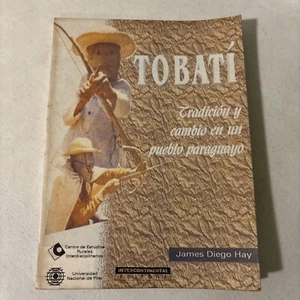 TOBATÍ
Tradición y
cambio en un
pueblo paraguayo
James Diego Hay
Centro de Estudios
Rurales
Interdisciplinarios
Universidad
Nacional de Pilar
INTERCONTINENTAL